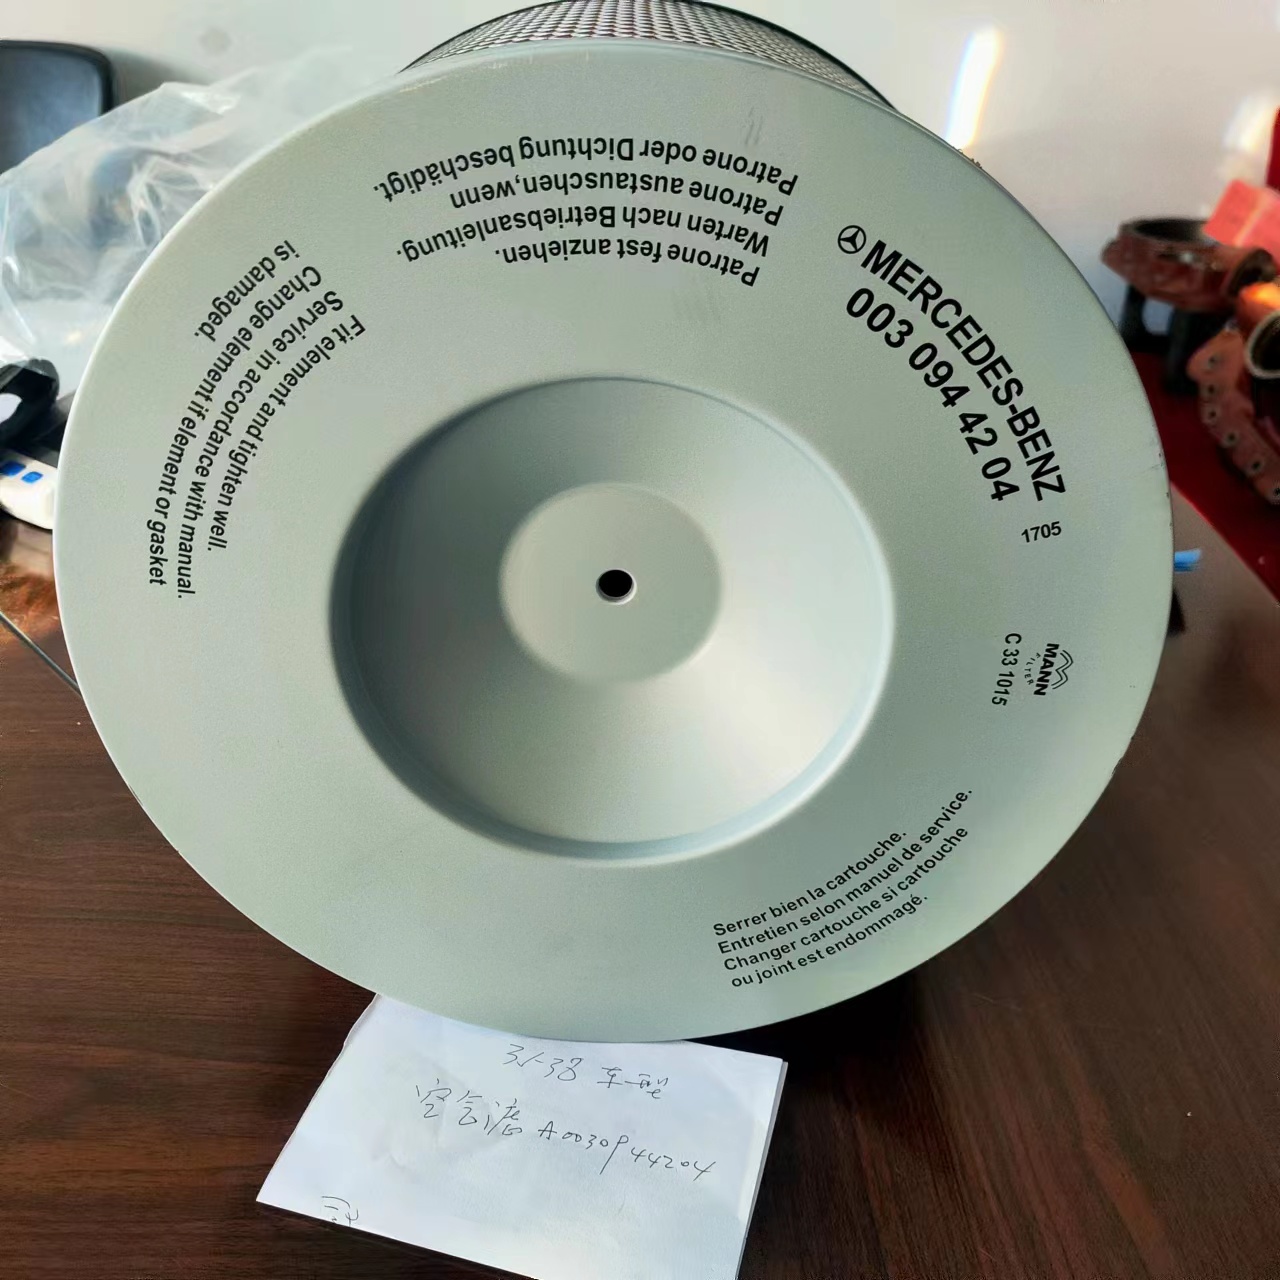 Patrone fest anziehen.
Warten nach Betriebsanleitung.
Patrone austauschen, wenn
Patrone oder Dichtung beschädigt.
Fit element and tighten well.
Service in accordance with manual.
Change element if element or gasket
is damaged.
MERCEDES-BENZ
003 094 42 04
1705
MANN
FILTER
C 33 1015
Serrer bien la cartouche.
Entretien selon manuel de service.
Changer cartouche si cartouche
ou joint est endommagé.
31-38
空气滤 A0030944204